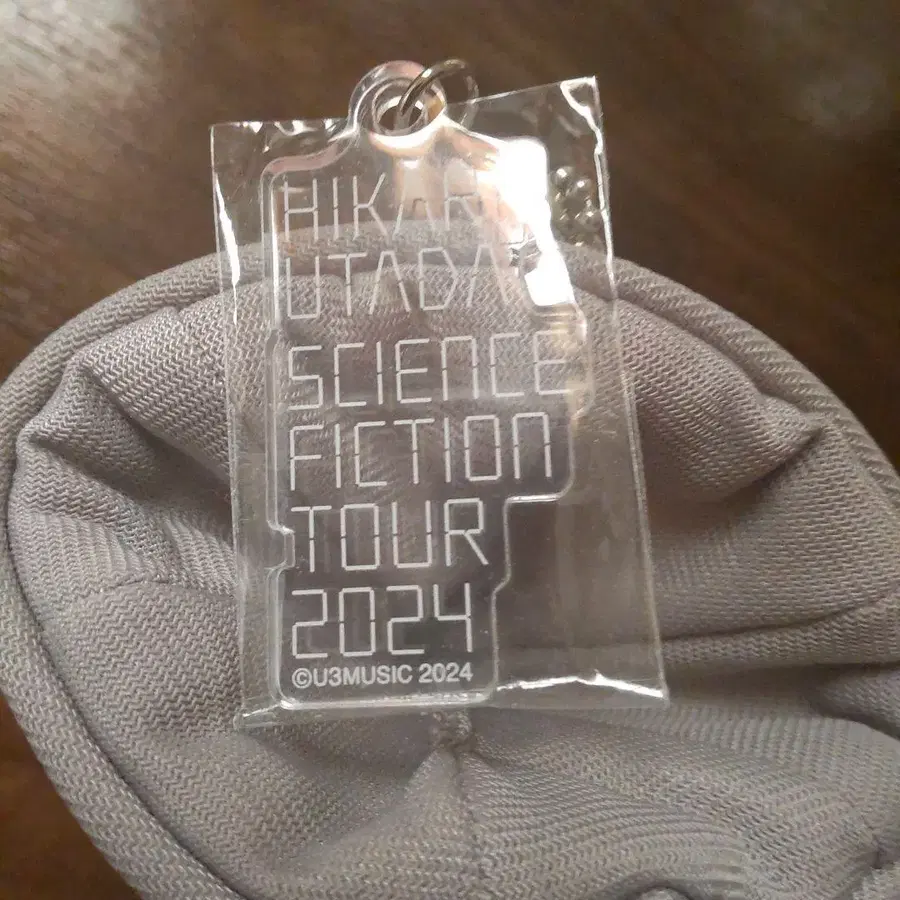 HIKARU
UTADA
SCIENCE
FICTION
TOUR
2024
©U3MUSIC 2024